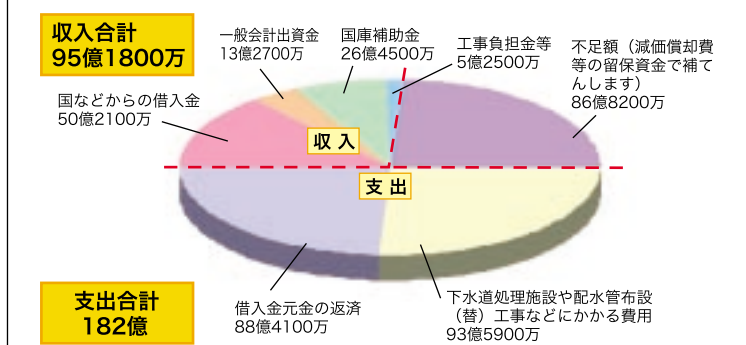 収入合計
95億1800万
一般会計出資金
13億2700万
国庫補助金
26億4500万
工事負担金等
5億2500万
不足額（減価償却費
等の留保資金で補て
んします）
86億8200万
国などからの借入金
50億2100万
収 入
支 出
支出合計
182億
借入金元金の返済
88億4100万
下水道処理施設や配水管布設
（替）工事などにかかる費用
93億5900万